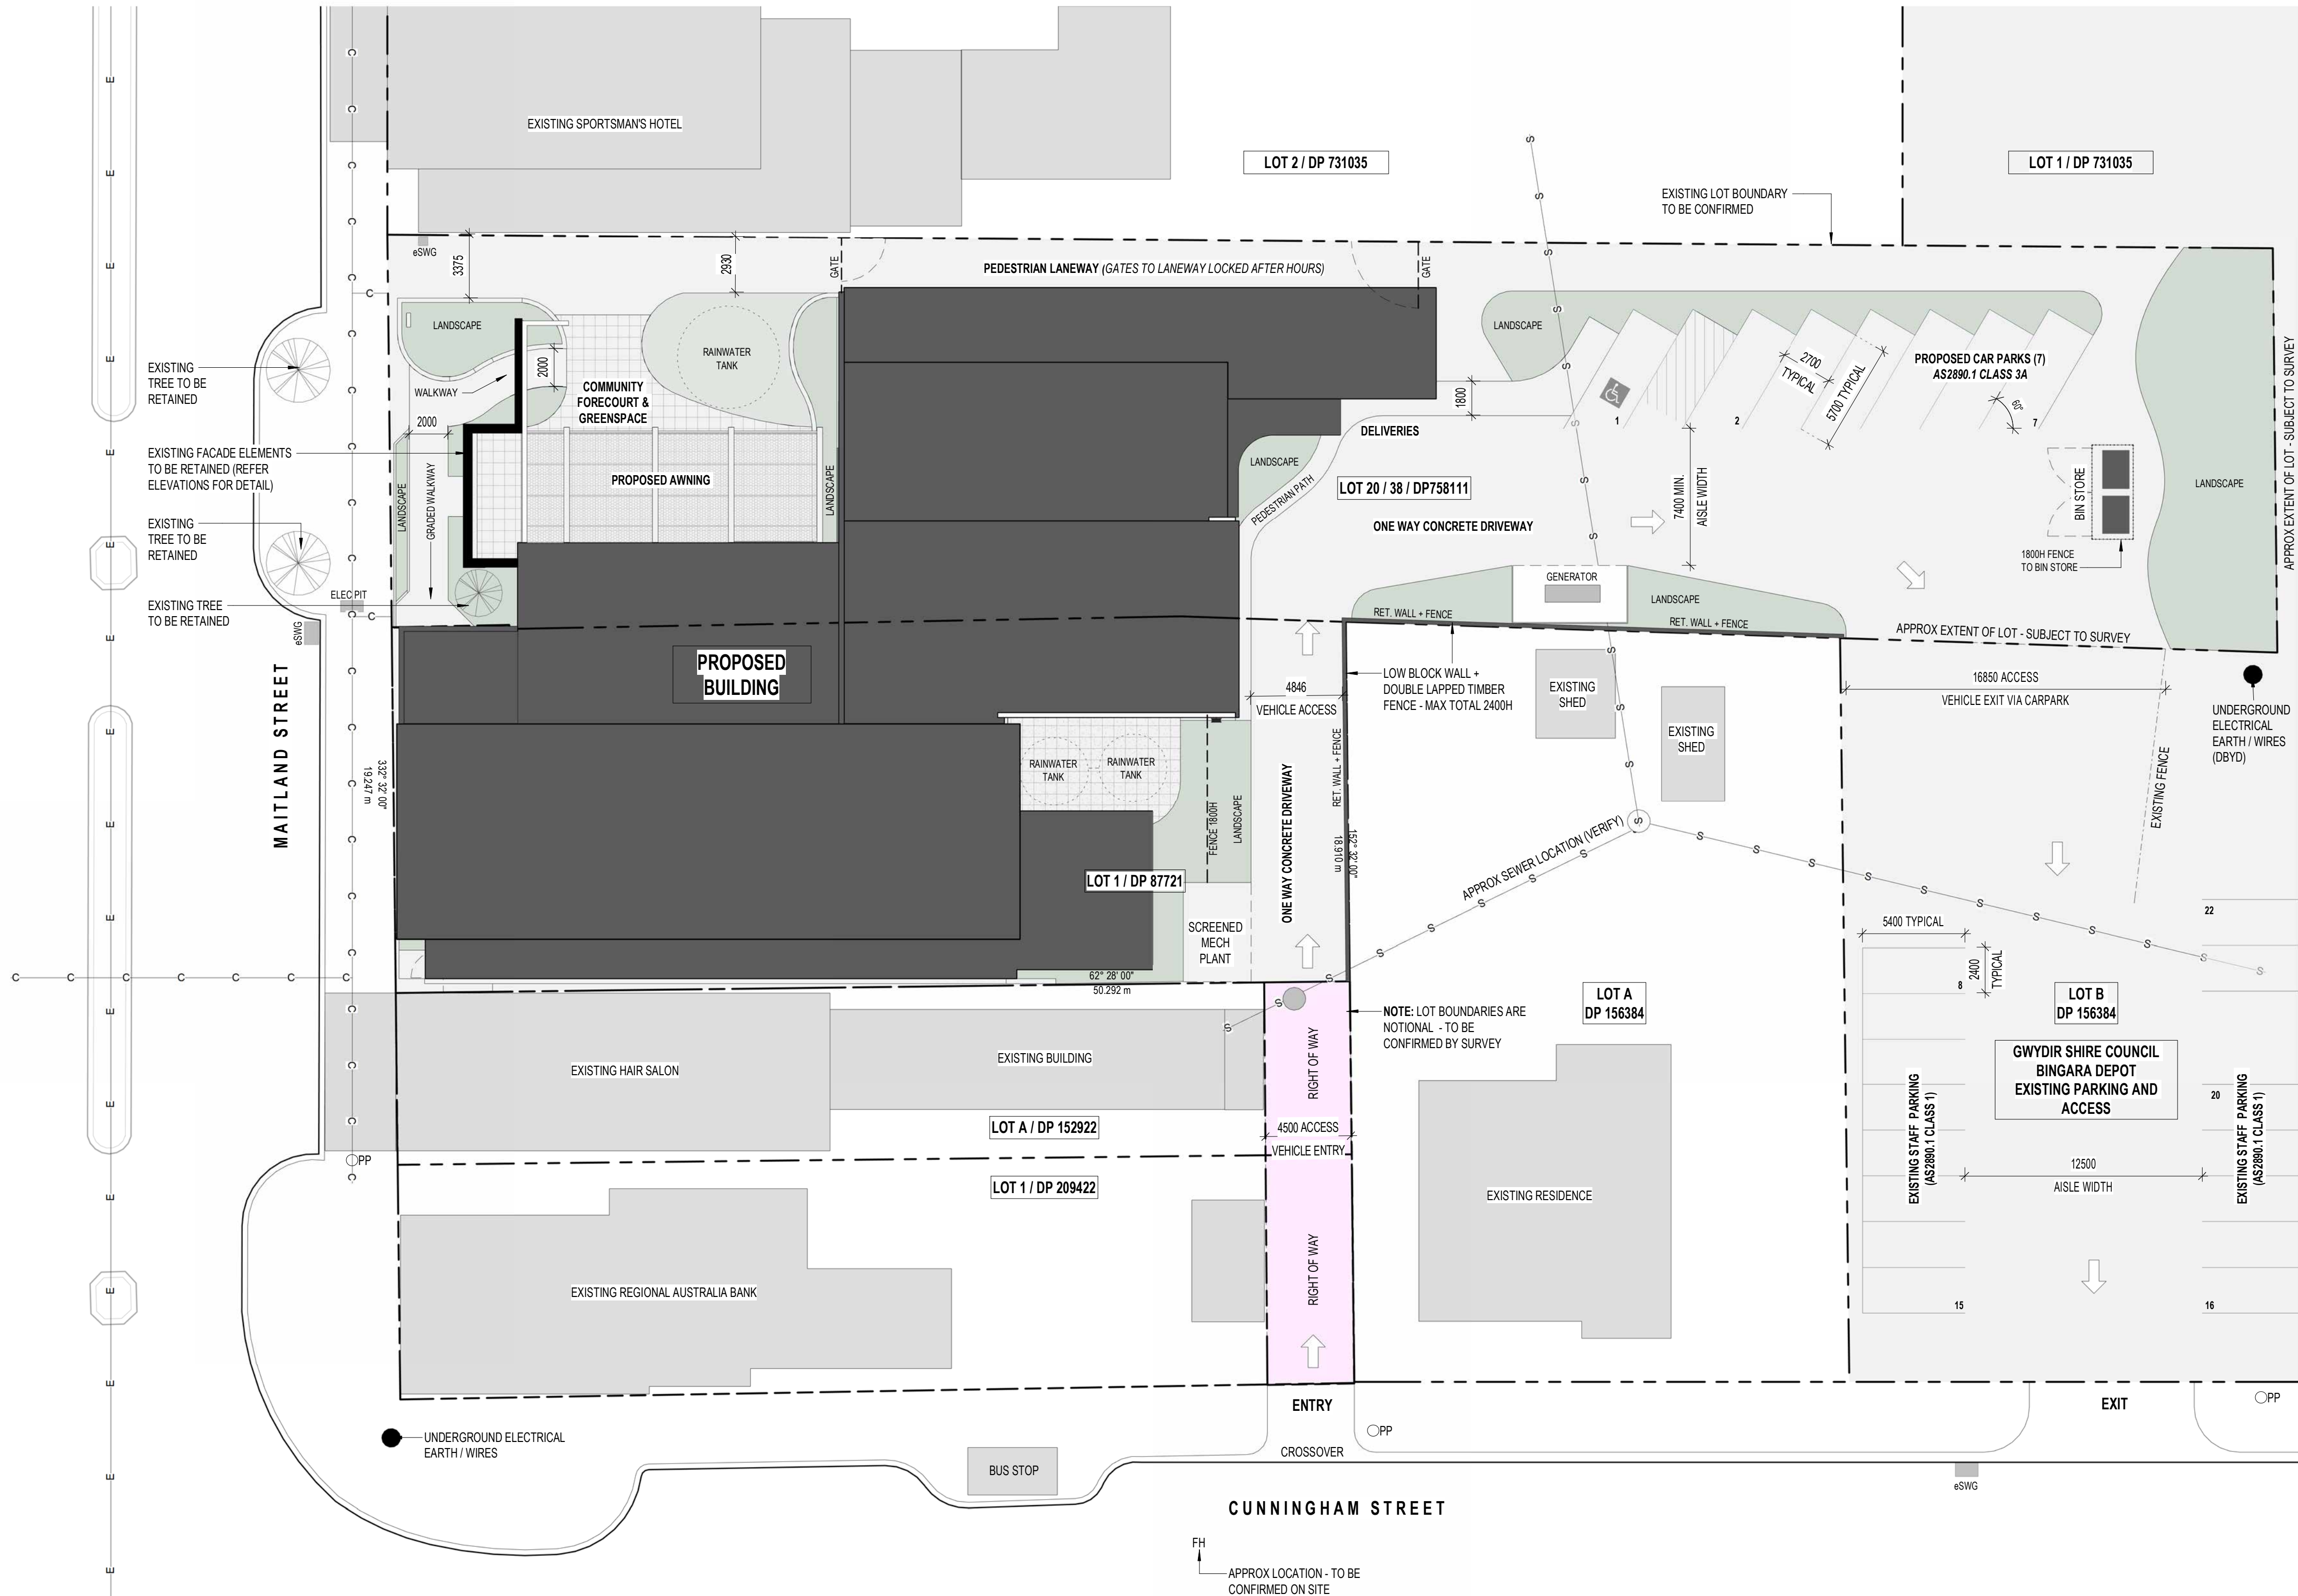 EXISTING SPORTSMAN'S HOTEL
LOT 2 / DP 731035
LOT 1 / DP 731035
EXISTING LOT BOUNDARY
TO BE CONFIRMED
eSWG
3375
2930
GATE
PEDESTRIAN LANEWAY (GATES TO LANEWAY LOCKED AFTER HOURS)
GATE
LANDSCAPE
RAINWATER
TANK
LANDSCAPE
EXISTING
TREE TO BE
RETAINED
WALKWAY
2000
COMMUNITY
FORECOURT &
GREENSPACE
1800
2700
TYPICAL
5700 TYPICAL
PROPOSED CAR PARKS (7)
AS2890.1 CLASS 3A
60°
1
2
7
2000
DELIVERIES
EXISTING FACADE ELEMENTS
TO BE RETAINED (REFER
ELEVATIONS FOR DETAIL)
LANDSCAPE
GRADED WALKWAY
PROPOSED AWNING
LANDSCAPE
LANDSCAPE
PEDESTRIAN PATH
LOT 20 / 38 / DP758111
ONE WAY CONCRETE DRIVEWAY
7400 MIN.
AISLE WIDTH
BIN STORE
LANDSCAPE
APPROX EXTENT OF LOT - SUBJECT TO SURVEY
1800H FENCE
TO BIN STORE
EXISTING
TREE TO BE
RETAINED
ELEC PIT
EXISTING TREE
TO BE RETAINED
eSWG
GENERATOR
LANDSCAPE
RET. WALL + FENCE
RET. WALL + FENCE
APPROX EXTENT OF LOT - SUBJECT TO SURVEY
PROPOSED
BUILDING
MAITLAND STREET
332° 32' 00"
19.247 m
4846
VEHICLE ACCESS
LOW BLOCK WALL +
DOUBLE LAPPED TIMBER
FENCE - MAX TOTAL 2400H
EXISTING
SHED
EXISTING
SHED
16850 ACCESS
VEHICLE EXIT VIA CARPARK
UNDERGROUND
ELECTRICAL
EARTH / WIRES
(DBYD)
RAINWATER
TANK
RAINWATER
TANK
FENCE 1800H
LANDSCAPE
ONE WAY CONCRETE DRIVEWAY
RET. WALL + FENCE
152° 32' 00"
18.910 m
EXISTING FENCE
APPROX SEWER LOCATION (VERIFY)
LOT 1 / DP 87721
SCREENED
MECH
PLANT
62° 28' 00"
50.292 m
5400 TYPICAL
2400
TYPICAL
22
8
LOT A
DP 156384
LOT B
DP 156384
NOTE: LOT BOUNDARIES ARE
NOTIONAL - TO BE
CONFIRMED BY SURVEY
EXISTING HAIR SALON
EXISTING BUILDING
RIGHT OF WAY
GWYDIR SHIRE COUNCIL
BINGARA DEPOT
EXISTING PARKING AND
ACCESS
EXISTING STAFF PARKING
(AS2890.1 CLASS 1)
20
EXISTING STAFF PARKING
(AS2890.1 CLASS 1)
LOT A / DP 152922
4500 ACCESS
VEHICLE ENTRY
PP
LOT 1 / DP 209422
12500
AISLE WIDTH
EXISTING RESIDENCE
RIGHT OF WAY
EXISTING REGIONAL AUSTRALIA BANK
15
16
ENTRY
EXIT
PP
PP
UNDERGROUND ELECTRICAL
EARTH / WIRES
CROSSOVER
BUS STOP
eSWG
CUNNINGHAM STREET
FH
APPROX LOCATION - TO BE
CONFIRMED ON SITE